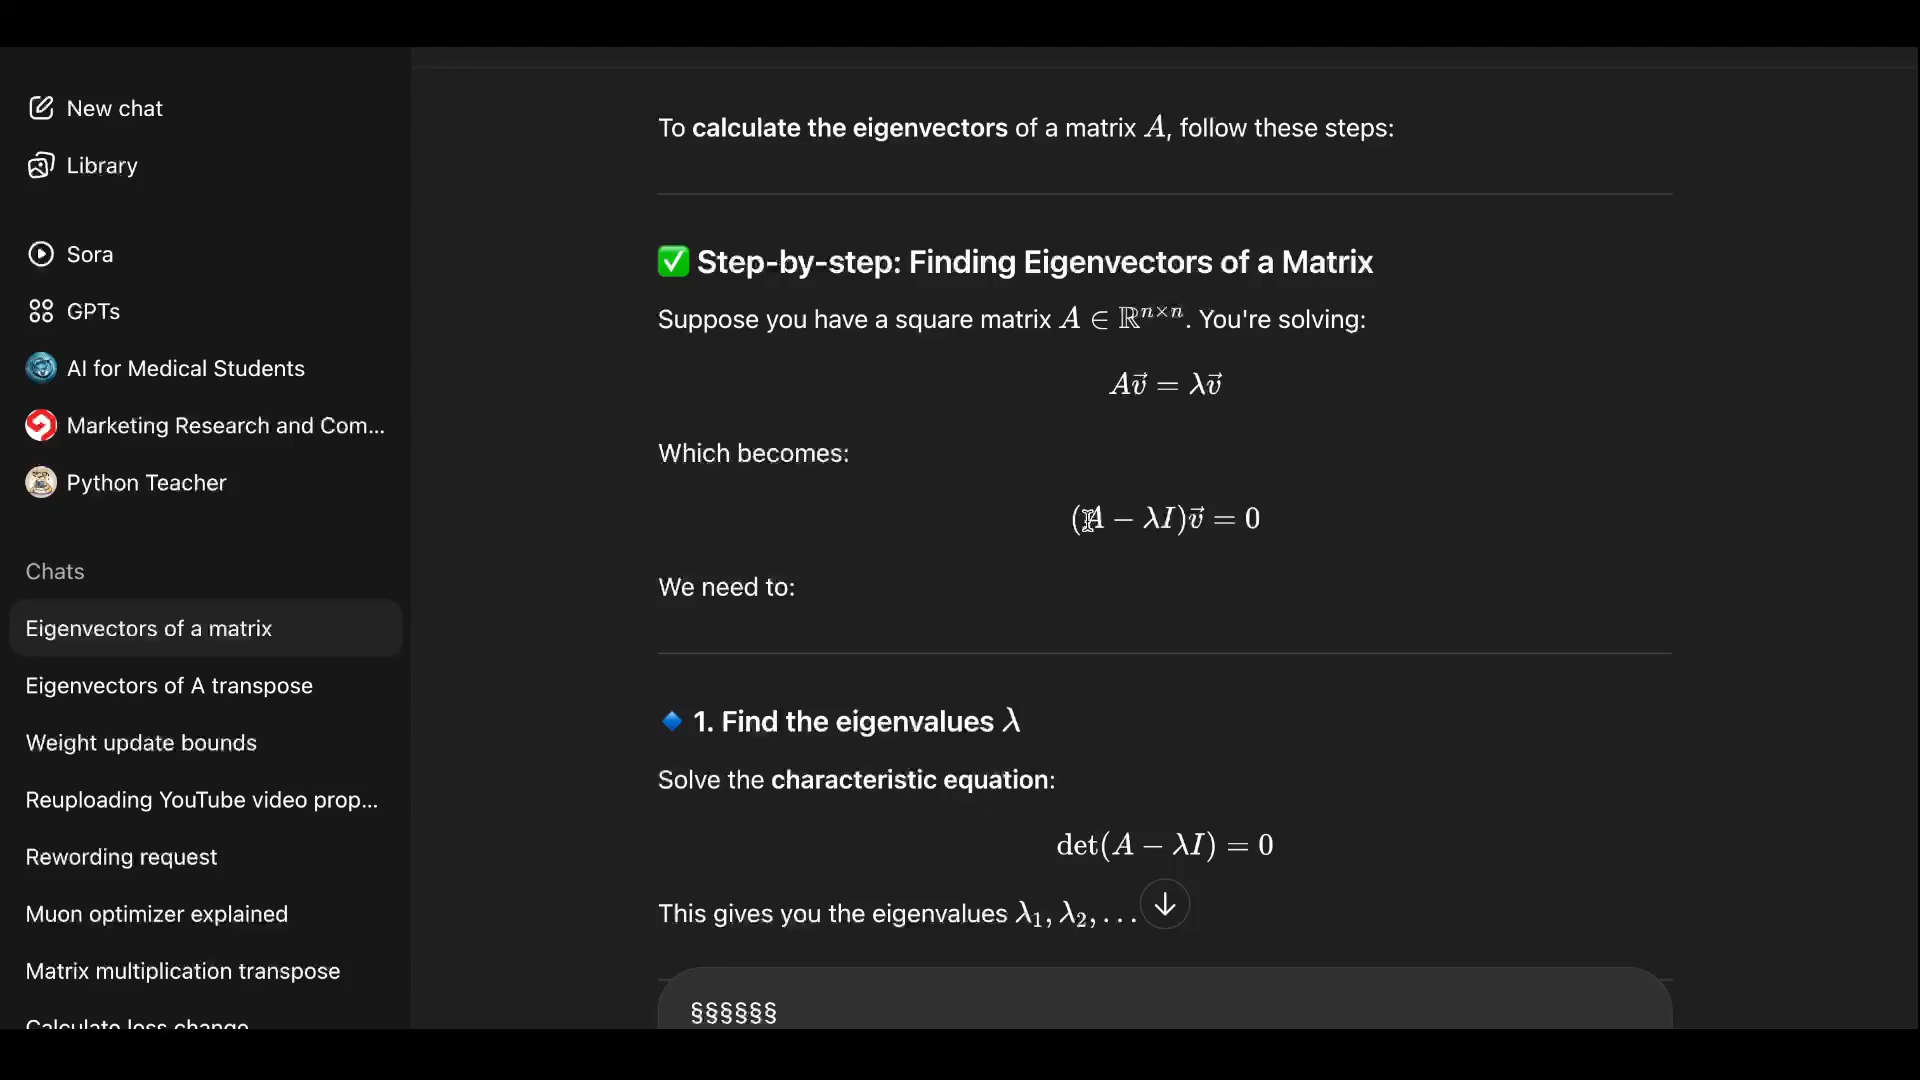 New chat
Library
Sora
GPTs
AI for Medical Students
Marketing Research and Com...
Python Teacher
Chats
Eigenvectors of a matrix
Eigenvectors of A transpose
Weight update bounds
Reuploading YouTube video prop...
Rewording request
Muon optimizer explained
Matrix multiplication transpose
Calculate loss change
To calculate the eigenvectors of a matrix A, follow these steps:
✅ Step-by-step: Finding Eigenvectors of a Matrix
Suppose you have a square matrix A ∈ ℝⁿˣⁿ. You're solving:
Av⃗ = λv⃗
Which becomes:
(A − λI)v⃗ = 0
We need to:
🔹 1. Find the eigenvalues λ
Solve the characteristic equation:
det(A − λI) = 0
This gives you the eigenvalues λ₁, λ₂, ...
§§§§§§